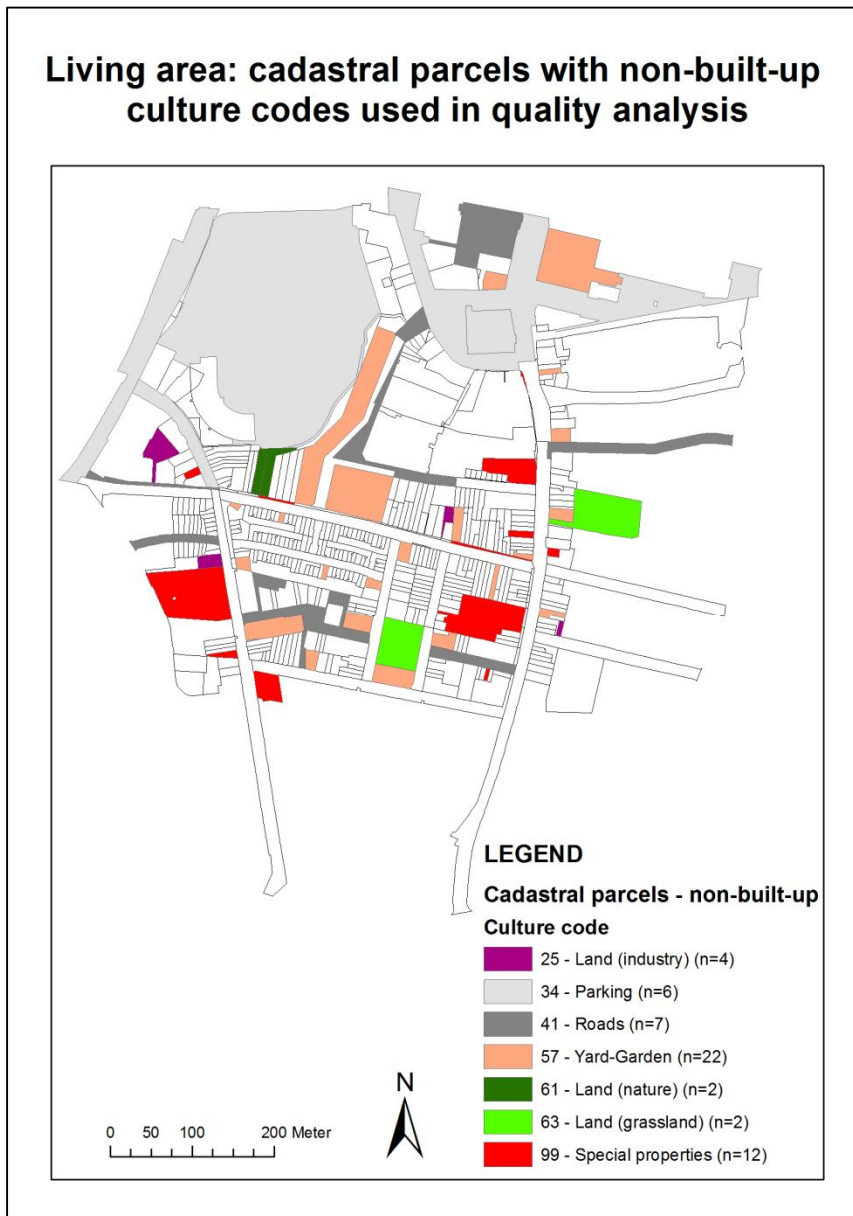 Living area: cadastral parcels with non-built-up
culture codes used in quality analysis
LEGEND
Cadastral parcels - non-built-up
Culture code
25 - Land (industry) (n=4)
34 - Parking (n=6)
41 - Roads (n=7)
57 - Yard-Garden (n=22)
61 - Land (nature) (n=2)
63 - Land (grassland) (n=2)
99 - Special properties (n=12)
N
0 50 100 200 Meter